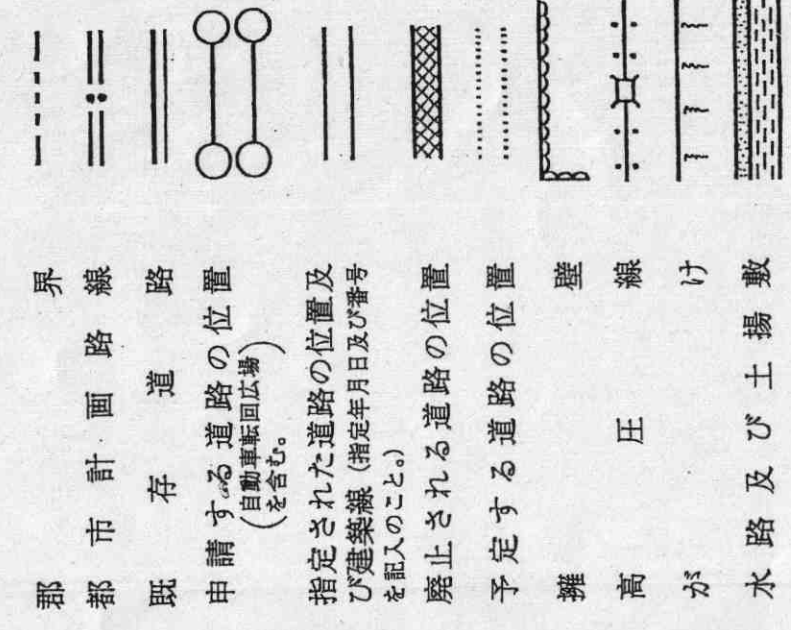 郡界
都市計画路線
既存道路
申請する道路の位置
(自動車転回広場
を含む。)
指定された道路の位置及
び建築線(指定年月日及び番号
を記入のこと。)
廃止される道路の位置
予定する道路の位置
擁壁
高圧線
がけ
水路及び土揚敷